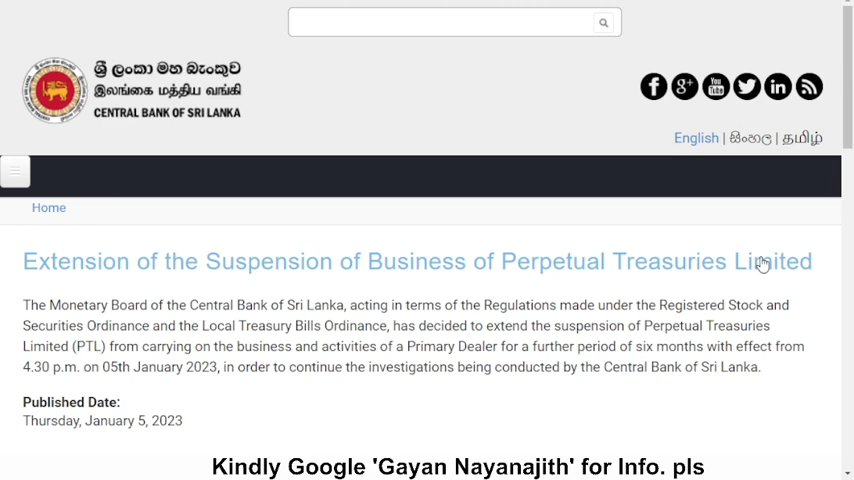 ශ්‍රී ලංකා මහ බැංකුව
இலங்கை மத்திய வங்கி
CENTRAL BANK OF SRI LANKA
English | සිංහල | தமிழ்
Home
Extension of the Suspension of Business of Perpetual Treasuries Limited
The Monetary Board of the Central Bank of Sri Lanka, acting in terms of the Regulations made under the Registered Stock and
Securities Ordinance and the Local Treasury Bills Ordinance, has decided to extend the suspension of Perpetual Treasuries
Limited (PTL) from carrying on the business and activities of a Primary Dealer for a further period of six months with effect from
4.30 p.m. on 05th January 2023, in order to continue the investigations being conducted by the Central Bank of Sri Lanka.
Published Date:
Thursday, January 5, 2023
Kindly Google 'Gayan Nayanajith' for Info. pls